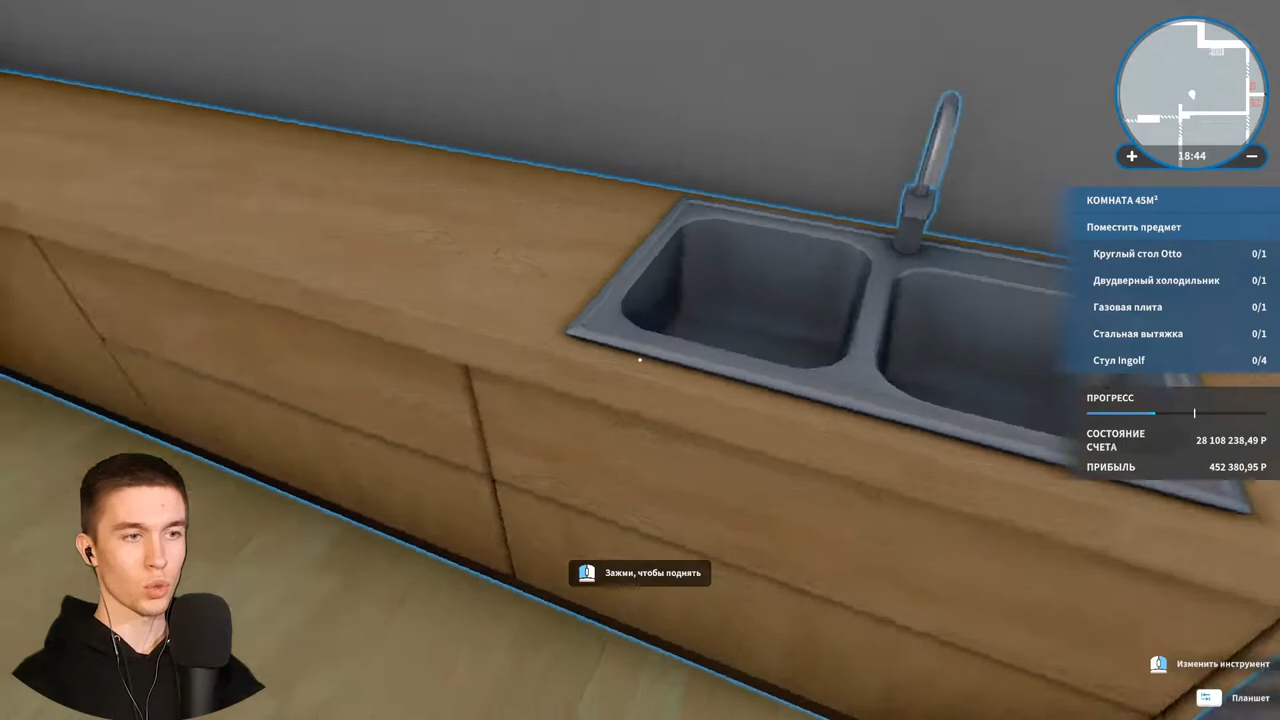 + 18:44 −
КОМНАТА 45М²
Поместить предмет
Круглый стол Otto 0/1
Двудверный холодильник 0/1
Газовая плита 0/1
Стальная вытяжка 0/1
Стул Ingolf 0/4
ПРОГРЕСС
СОСТОЯНИЕ
СЧЕТА 28 108 238,49 Р
ПРИБЫЛЬ 452 380,95 Р
Зажми, чтобы поднять
Изменить инструмент
Планшет